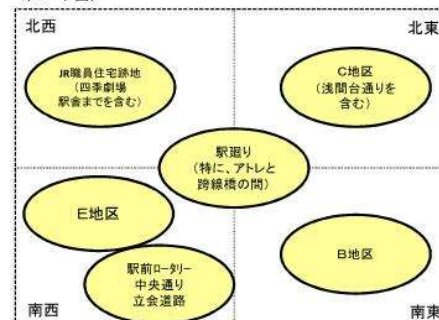 北西
北東
JR職員住宅跡地
(四季劇場
駅舎までを含む)
C地区
(浅間台通りを
含む)
駅廻り
(特に、アトレと
跨線橋の間)
E地区
B地区
駅前ロータリー
中央通り
立会道路
南西
南東